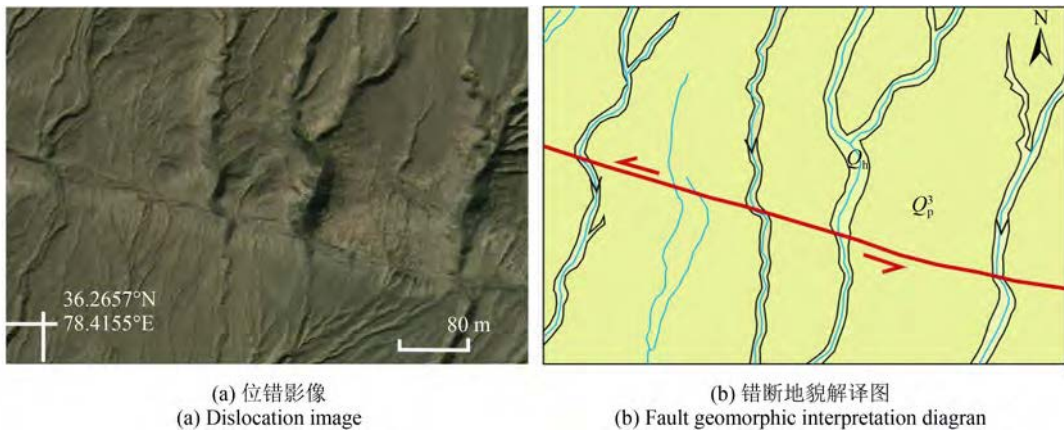 36.2657°N
78.4155°E
80 m
N
Qh
Q³p
(a) 位错影像
(a) Dislocation image
(b) 错断地貌解译图
(b) Fault geomorphic interpretation diagran